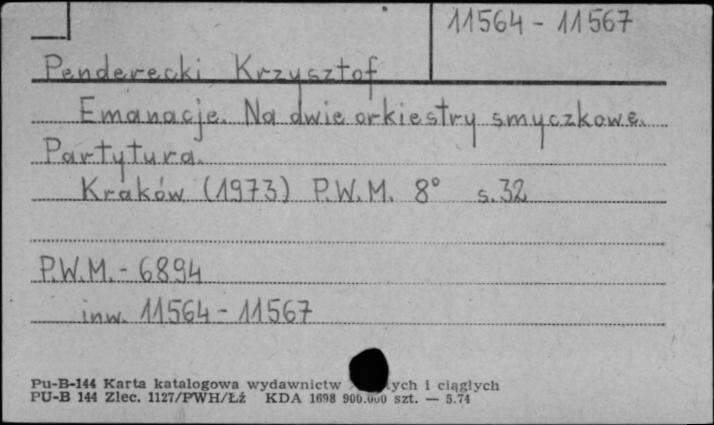 11564 - 11567
Penderecki Krzysztof
Emanacje. Na dwie orkiestry smyczkowe.
Partytura.
Kraków (1973) P.W.M. 8° s. 32
P.W.M. - 6894
inw. 11564 - 11567
Pu-B-144 Karta katalogowa wydawnictw i ciągłych
PU-B 144 Zlec. 1127/PWH/Łź KDA 1698 900.000 szt. — 5.74